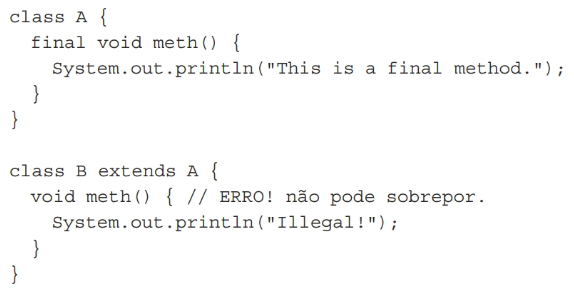 class A {
  final void meth() {
    System.out.println("This is a final method.");
  }
}

class B extends A {
  void meth() { // ERRO! não pode sobrepor.
    System.out.println("Illegal!");
  }
}